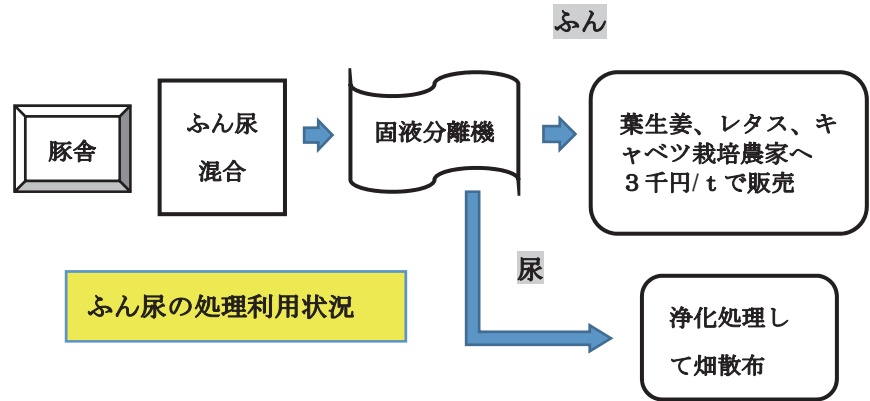 ふん
豚舎
ふん尿
混合
固液分離機
葉生姜、レタス、キ
ャベツ栽培農家へ
３千円/ｔで販売
尿
ふん尿の処理利用状況
浄化処理し
て畑散布